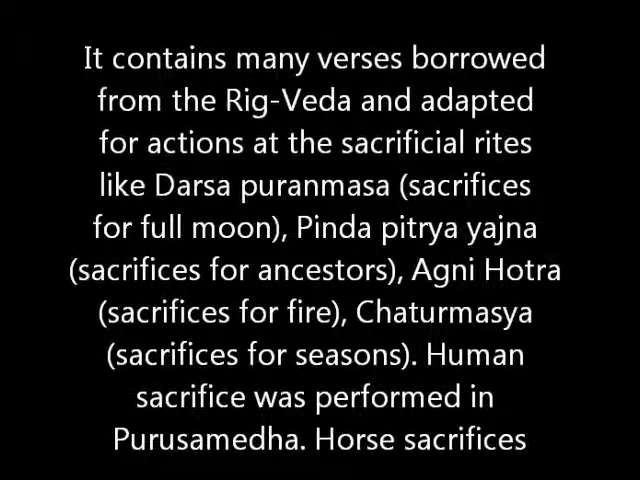 It contains many verses borrowed
from the Rig-Veda and adapted
for actions at the sacrificial rites
like Darsa puranmasa (sacrifices
for full moon), Pinda pitrya yajna
(sacrifices for ancestors), Agni Hotra
(sacrifices for fire), Chaturmasya
(sacrifices for seasons). Human
sacrifice was performed in
Purusamedha. Horse sacrifices